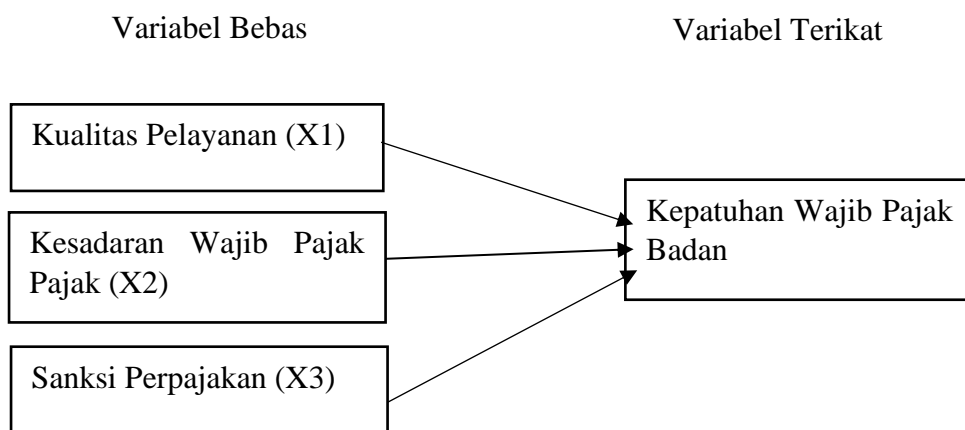 Variabel Bebas
Variabel Terikat
Kualitas Pelayanan (X1)
Kesadaran Wajib Pajak
Pajak (X2)
Sanksi Perpajakan (X3)
Kepatuhan Wajib Pajak
Badan